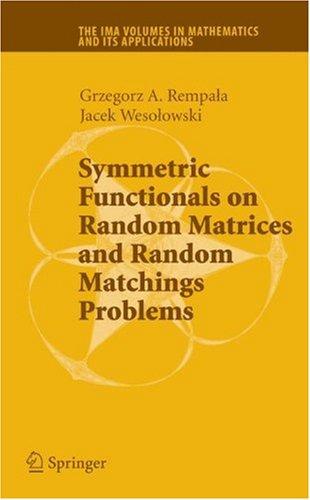 THE IMA VOLUMES IN MATHEMATICS
AND ITS APPLICATIONS
Grzegorz A. Rempała
Jacek Wesołowski
Symmetric
Functionals on
Random Matrices
and Random
Matchings
Problems
Springer